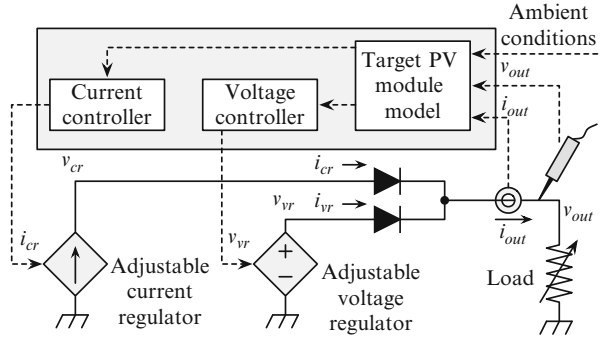 Ambient
conditions
Current
controller
Voltage
controller
Target PV
module
model
v_out
i_out
v_cr
i_cr
i_vr
v_vr
v_vr
i_cr
+
−
v_out
i_out
Adjustable
current
regulator
Adjustable
voltage
regulator
Load